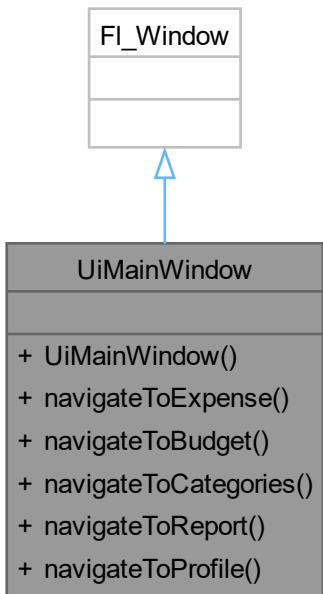 Fl_Window
UiMainWindow
+ UiMainWindow()
+ navigateToExpense()
+ navigateToBudget()
+ navigateToCategories()
+ navigateToReport()
+ navigateToProfile()